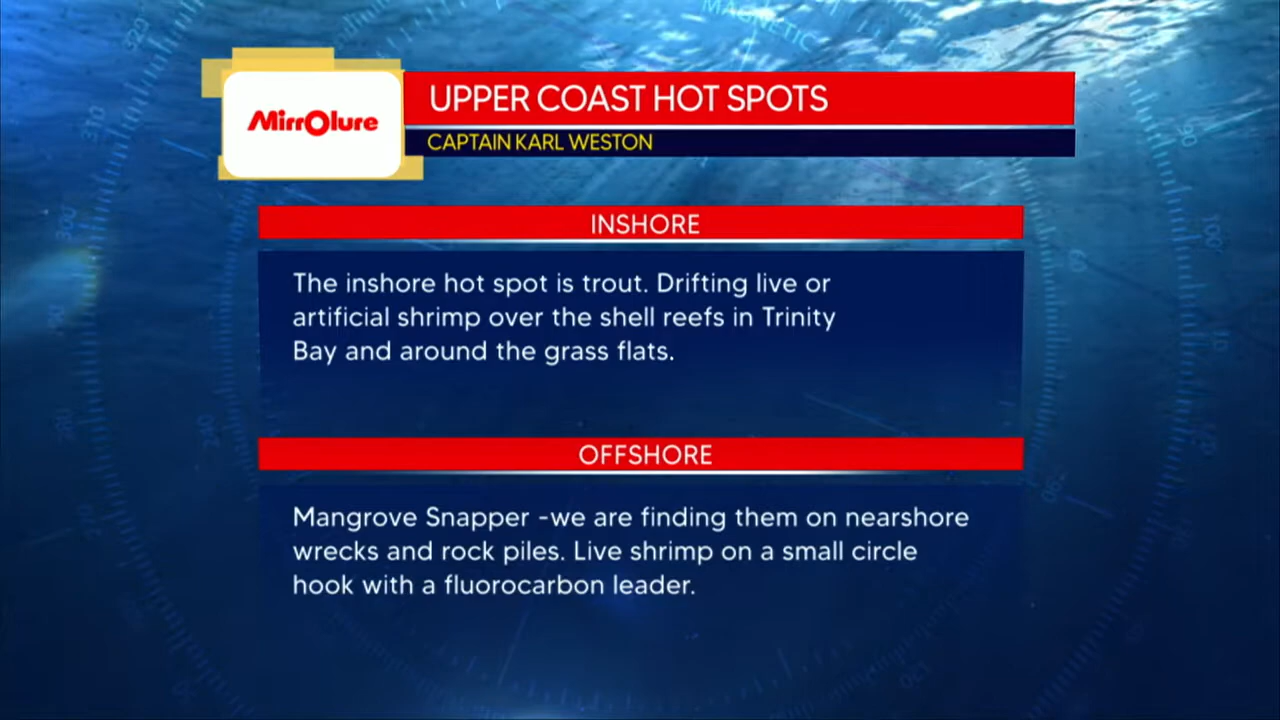 MAGNETIC
MirrOlure
UPPER COAST HOT SPOTS
CAPTAIN KARL WESTON
INSHORE
The inshore hot spot is trout. Drifting live or
artificial shrimp over the shell reefs in Trinity
Bay and around the grass flats.
OFFSHORE
Mangrove Snapper -we are finding them on nearshore
wrecks and rock piles. Live shrimp on a small circle
hook with a fluorocarbon leader.